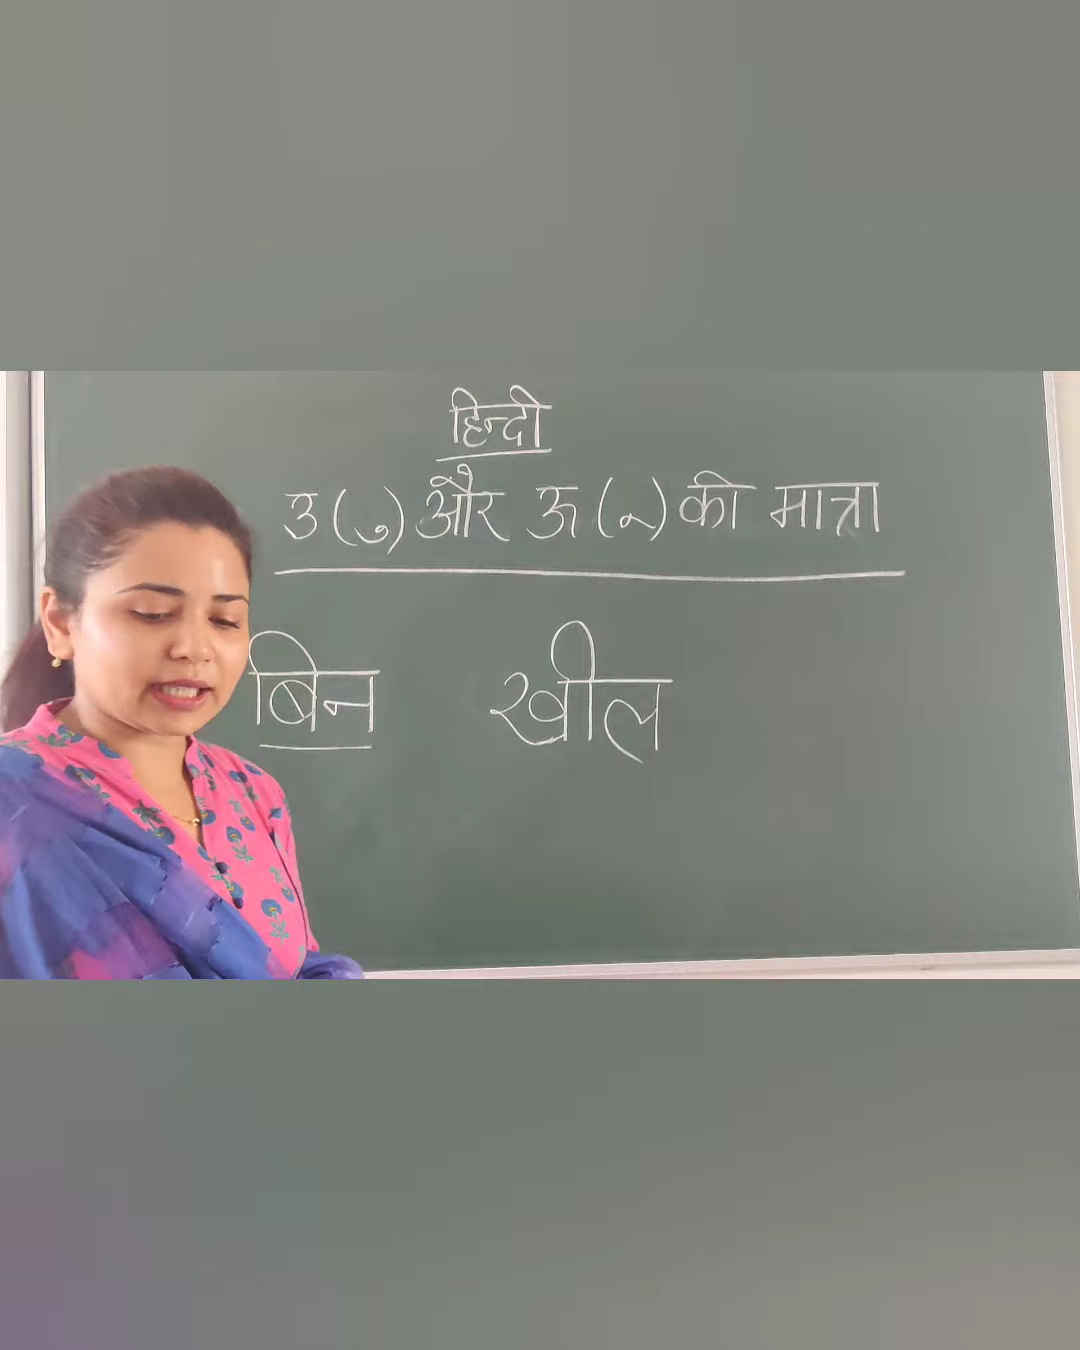 हिन्दी
उ ( ु ) और ऊ ( ू ) की मात्रा
बिन खील